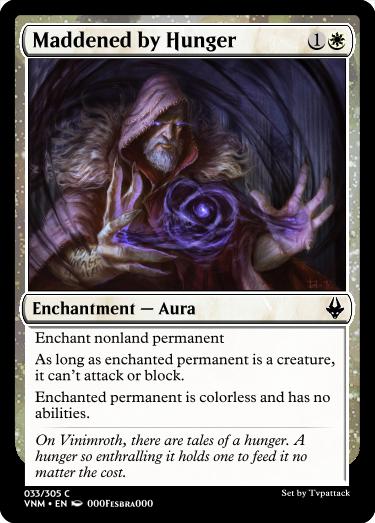 Maddened by Hunger 1
Enchantment — Aura
Enchant nonland permanent
As long as enchanted permanent is a creature,
it can't attack or block.
Enchanted permanent is colorless and has no
abilities.
On Vinimroth, there are tales of a hunger. A
hunger so enthralling it holds one to feed it no
matter the cost.
033/305 C
VNM • EN 000Fesbra000
Set by Tvpattack